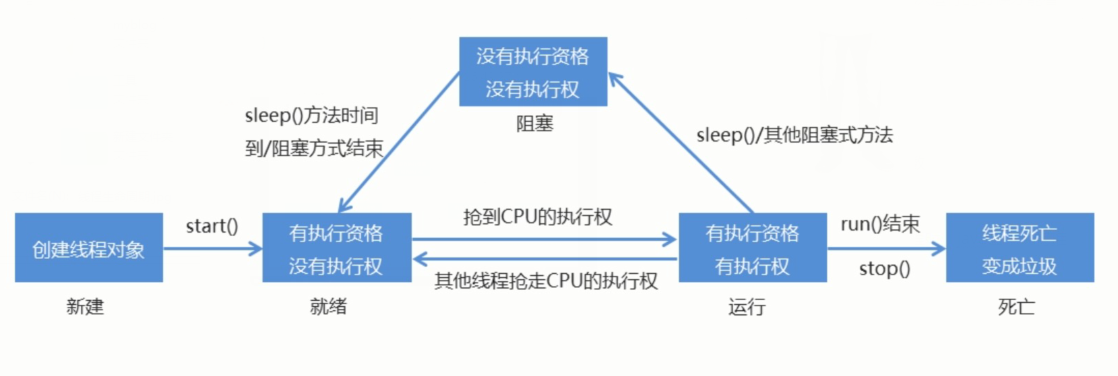 没有执行资格
没有执行权
阻塞
sleep()方法时间
到/阻塞方式结束
sleep()/其他阻塞式方法
创建线程对象
新建
start()
有执行资格
没有执行权
就绪
抢到CPU的执行权
其他线程抢走CPU的执行权
有执行资格
有执行权
运行
run()结束
stop()
线程死亡
变成垃圾
死亡